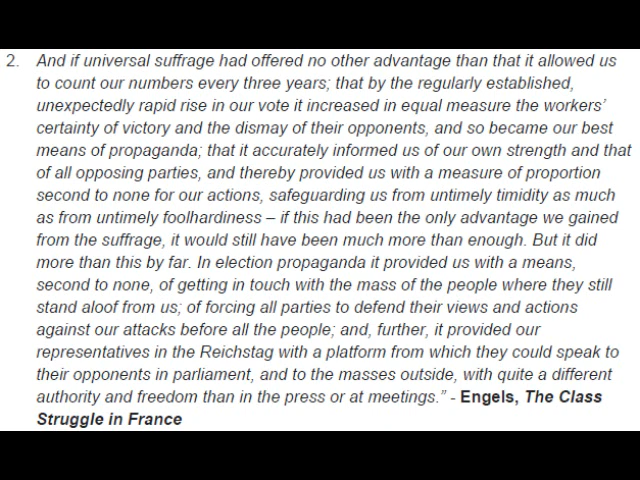 2. And if universal suffrage had offered no other advantage than that it allowed us
to count our numbers every three years; that by the regularly established,
unexpectedly rapid rise in our vote it increased in equal measure the workers’
certainty of victory and the dismay of their opponents, and so became our best
means of propaganda; that it accurately informed us of our own strength and that
of all opposing parties, and thereby provided us with a measure of proportion
second to none for our actions, safeguarding us from untimely timidity as much
as from untimely foolhardiness – if this had been the only advantage we gained
from the suffrage, it would still have been much more than enough. But it did
more than this by far. In election propaganda it provided us with a means,
second to none, of getting in touch with the mass of the people where they still
stand aloof from us; of forcing all parties to defend their views and actions
against our attacks before all the people; and, further, it provided our
representatives in the Reichstag with a platform from which they could speak to
their opponents in parliament, and to the masses outside, with quite a different
authority and freedom than in the press or at meetings.” - Engels, The Class
Struggle in France